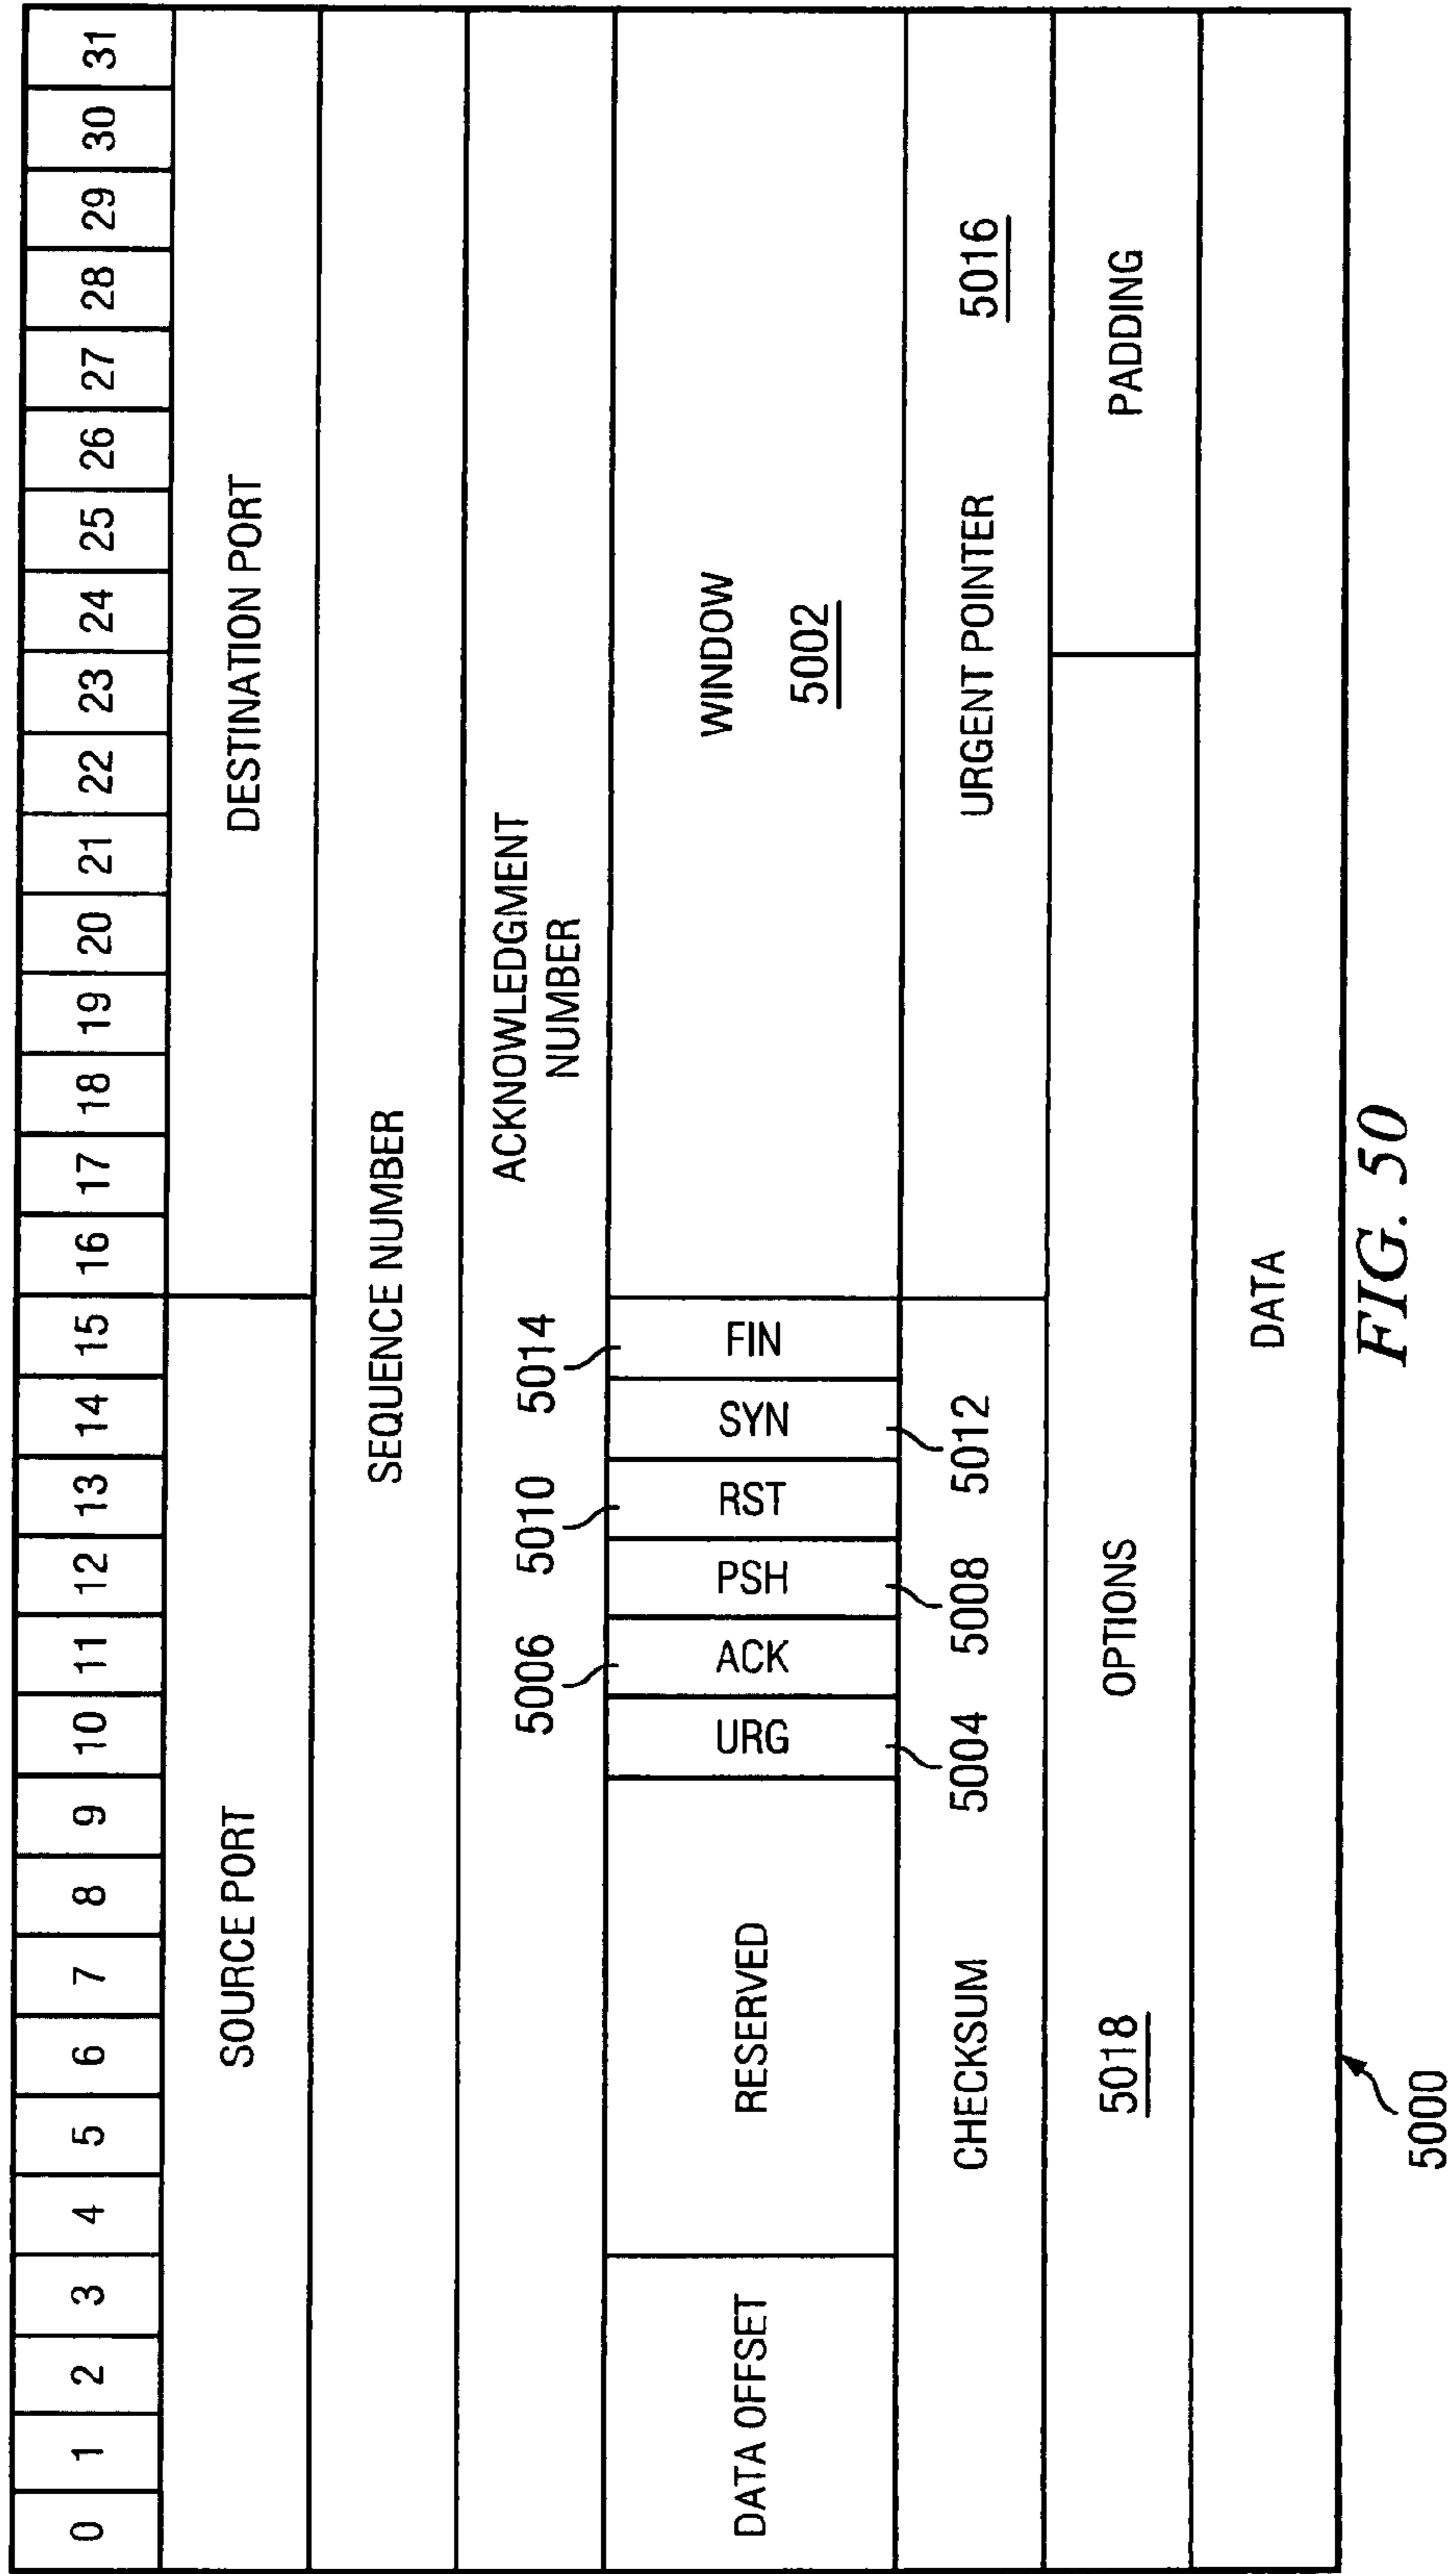 0 1 2 3 4 5 6 7 8 9 10 11 12 13 14 15 16 17 18 19 20 21 22 23 24 25 26 27 28 29 30 31
SOURCE PORT DESTINATION PORT
SEQUENCE NUMBER
ACKNOWLEDGMENT
NUMBER
5006 5010 5014
DATA OFFSET RESERVED URG ACK PSH RST SYN FIN WINDOW
5002
5004 5008 5012
CHECKSUM URGENT POINTER 5016
5018 OPTIONS PADDING
DATA
5000
FIG. 50